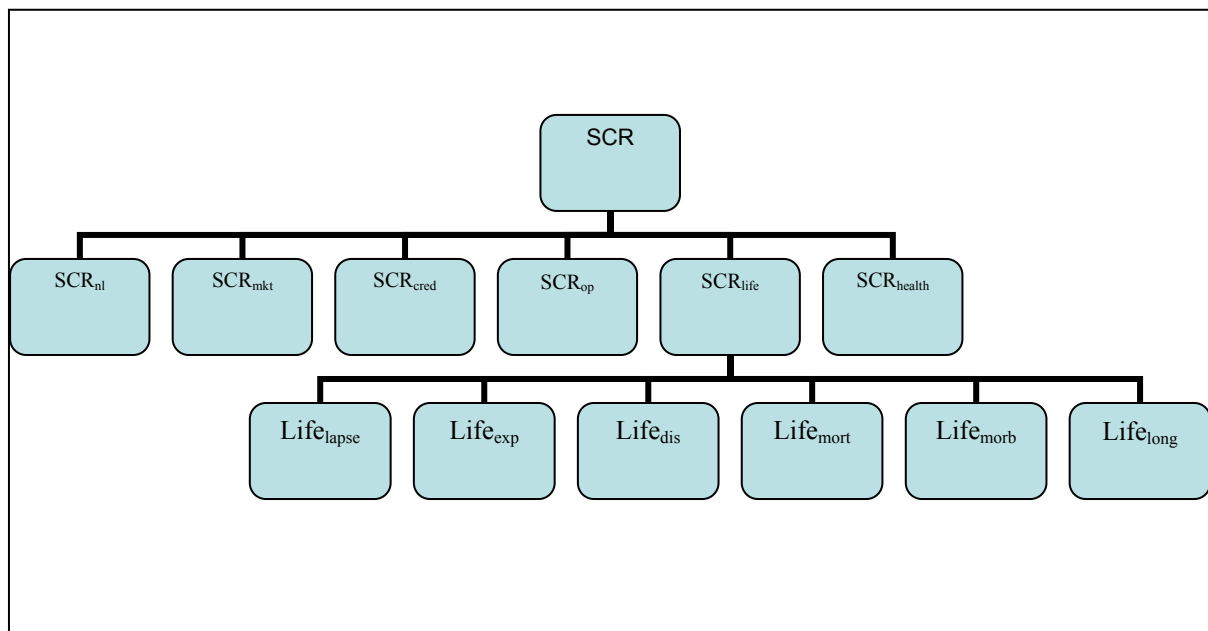 SCR
SCRnl
SCRmkt
SCRcred
SCRop
SCRlife
SCRhealth
Lifelapse
Lifeexp
Lifedis
Lifemort
Lifemorb
Lifelong